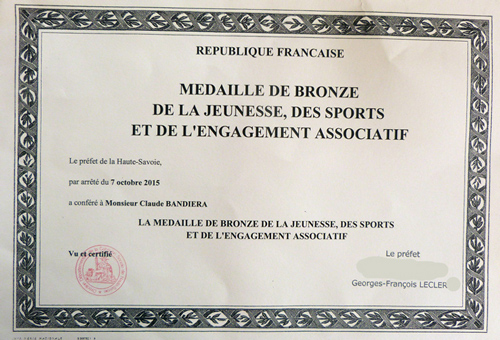 REPUBLIQUE FRANCAISE
MEDAILLE DE BRONZE
DE LA JEUNESSE, DES SPORTS
ET DE L'ENGAGEMENT ASSOCIATIF
Le préfet de la Haute-Savoie,
par arrêté du 7 octobre 2015
a conféré à Monsieur Claude BANDIERA
LA MEDAILLE DE BRONZE DE LA JEUNESSE, DES SPORTS
ET DE L'ENGAGEMENT ASSOCIATIF
Vu et certifié
Le préfet
Georges-François LECLER